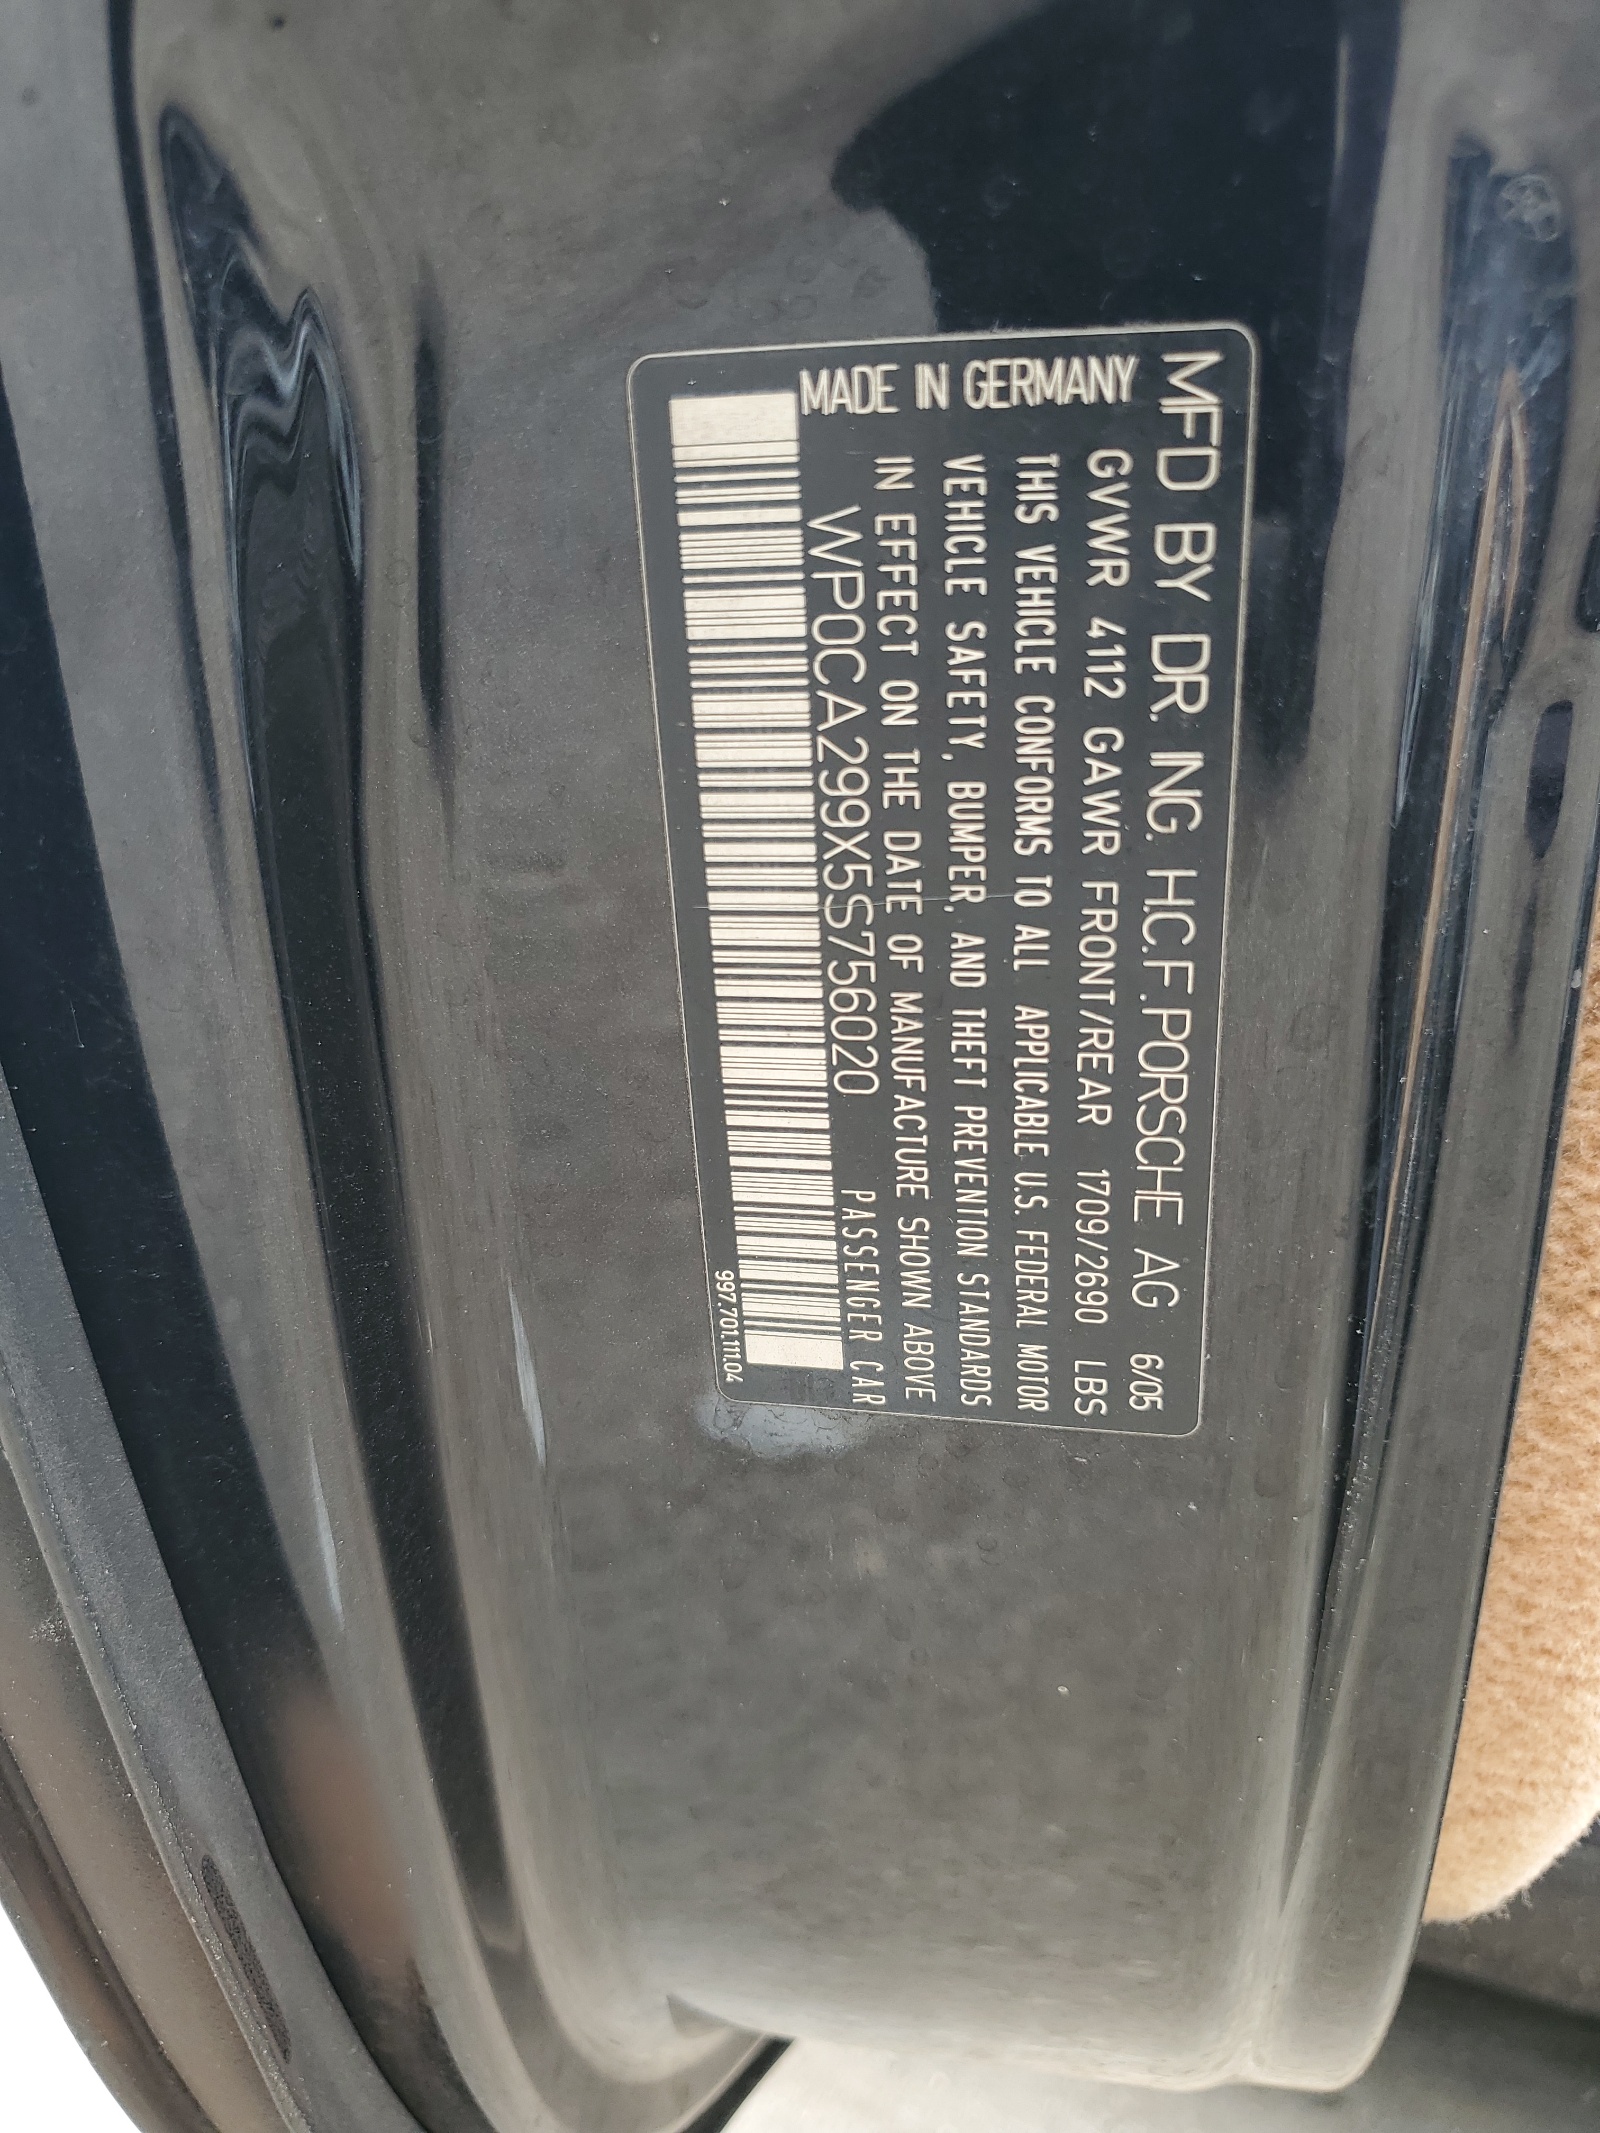 MFD BY DR. ING. H.C.F. PORSCHE AG 6/05
GVWR 4112 GAWR FRONT/REAR 1709/2690 LBS
MADE IN GERMANY
THIS VEHICLE CONFORMS TO ALL APPLICABLE U.S. FEDERAL MOTOR
VEHICLE SAFETY, BUMPER, AND THEFT PREVENTION STANDARDS
IN EFFECT ON THE DATE OF MANUFACTURE SHOWN ABOVE
WP0CA299X5S756020 PASSENGER CAR
997.701.111.04